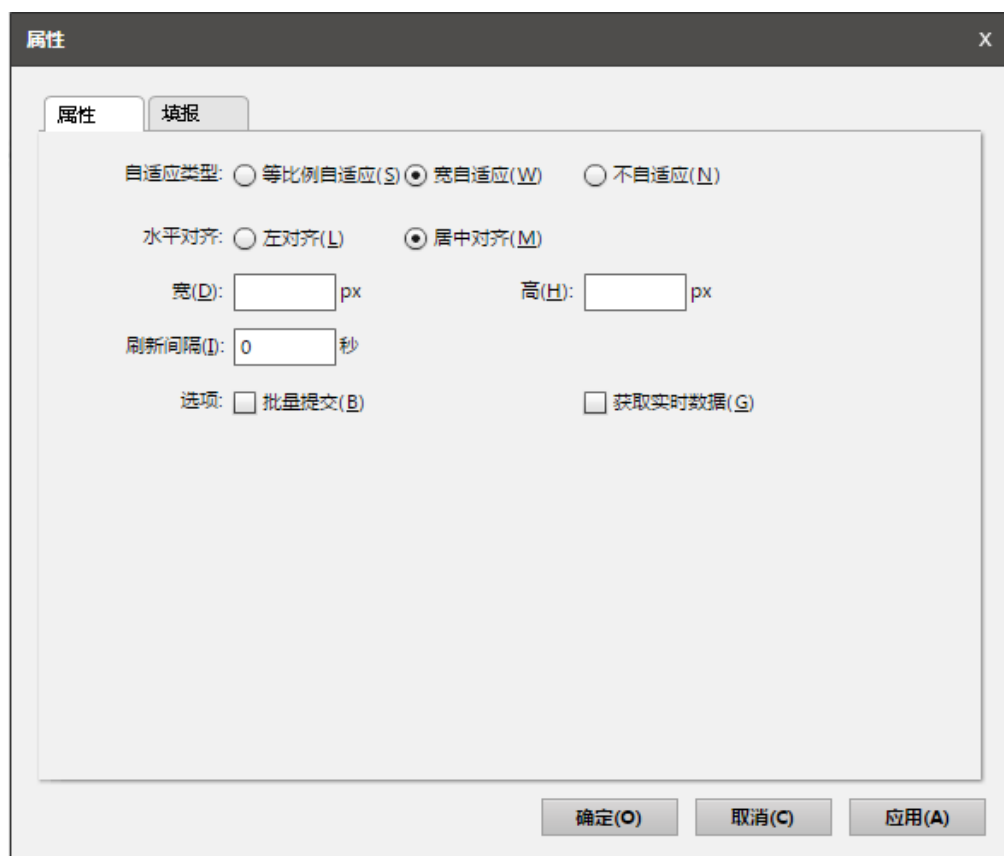 属性 X
属性 填报
自适应类型: 等比例自适应(S) 宽自适应(W) 不自适应(N)
水平对齐: 左对齐(L) 居中对齐(M)
宽(D): px 高(H): px
刷新间隔(I): 0 秒
选项: 批量提交(B) 获取实时数据(G)
确定(O) 取消(C) 应用(A)